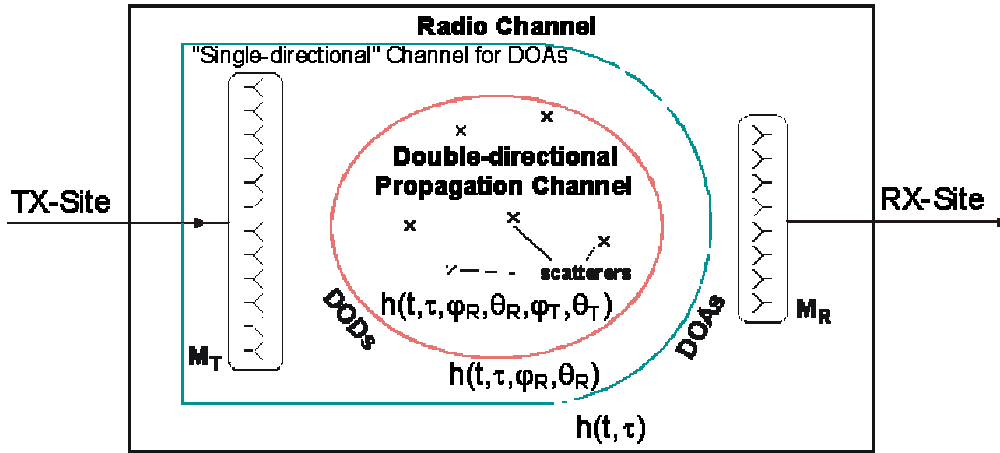 Radio Channel
"Single-directional" Channel for DOAs
Double-directional
Propagation Channel
TX-Site
RX-Site
scatterers
h(t,τ,φR,θR,φT,θT)
DODs
DOAs
MR
MT
h(t,τ,φR,θR)
h(t,τ)